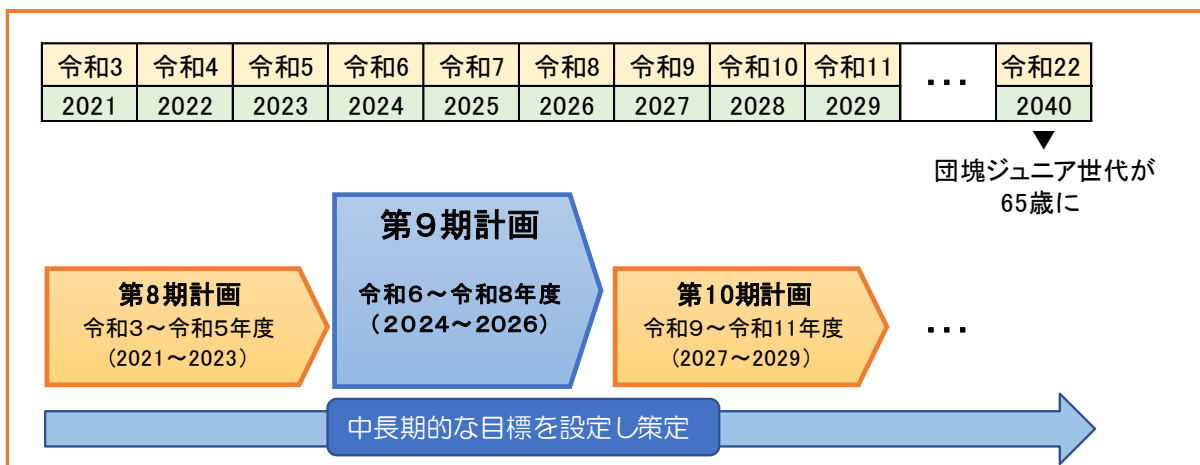 令和3 令和4 令和5 令和6 令和7 令和8 令和9 令和10 令和11 ・・・ 令和22
2021 2022 2023 2024 2025 2026 2027 2028 2029 2040
▼
団塊ジュニア世代が
65歳に
第9期計画
令和6～令和8年度
（2024～2026）
第8期計画
令和3～令和5年度
（2021～2023）
第10期計画
令和9～令和11年度
（2027～2029）
・・・
中長期的な目標を設定し策定